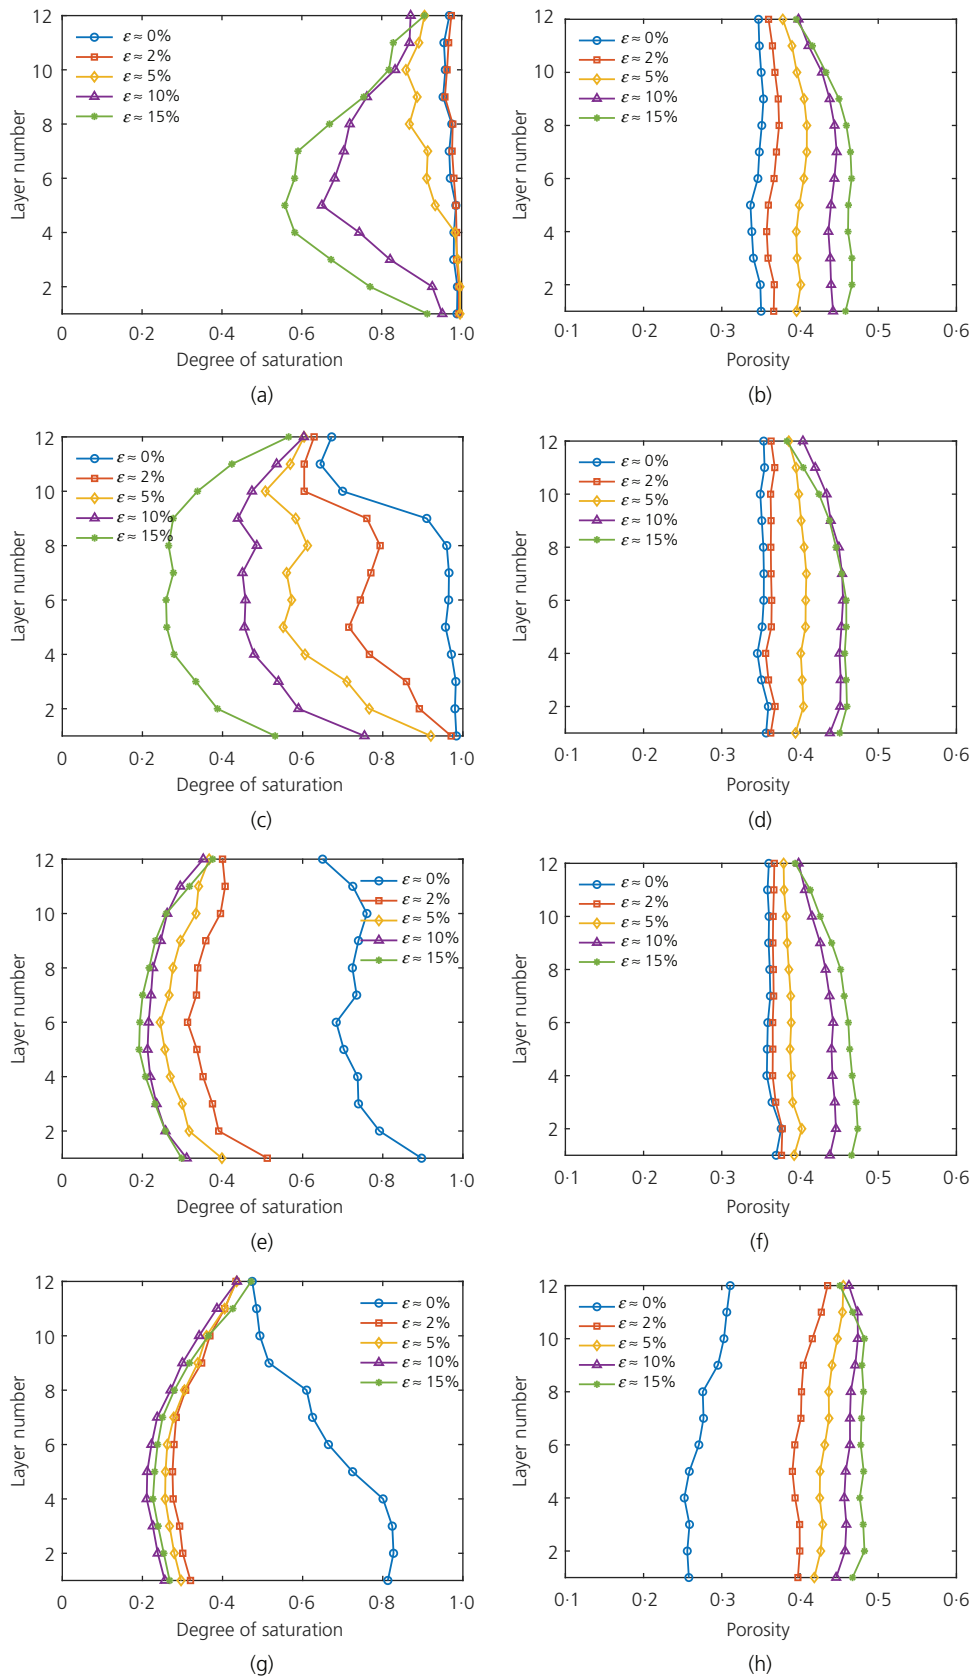 12
10
8
6
4
2
Layer number
ε ≈ 0%
ε ≈ 2%
ε ≈ 5%
ε ≈ 10%
ε ≈ 15%
0 0·2 0·4 0·6 0·8 1·0
Degree of saturation
(a)
12
10
8
6
4
2
Layer number
ε ≈ 0%
ε ≈ 2%
ε ≈ 5%
ε ≈ 10%
ε ≈ 15%
0·1 0·2 0·3 0·4 0·5 0·6
Porosity
(b)
12
10
8
6
4
2
Layer number
ε ≈ 0%
ε ≈ 2%
ε ≈ 5%
ε ≈ 10%
ε ≈ 15%
0 0·2 0·4 0·6 0·8 1·0
Degree of saturation
(c)
12
10
8
6
4
2
Layer number
ε ≈ 0%
ε ≈ 2%
ε ≈ 5%
ε ≈ 10%
ε ≈ 15%
0·1 0·2 0·3 0·4 0·5 0·6
Porosity
(d)
12
10
8
6
4
2
Layer number
ε ≈ 0%
ε ≈ 2%
ε ≈ 5%
ε ≈ 10%
ε ≈ 15%
0 0·2 0·4 0·6 0·8 1·0
Degree of saturation
(e)
12
10
8
6
4
2
Layer number
ε ≈ 0%
ε ≈ 2%
ε ≈ 5%
ε ≈ 10%
ε ≈ 15%
0·1 0·2 0·3 0·4 0·5 0·6
Porosity
(f)
12
10
8
6
4
2
Layer number
ε ≈ 0%
ε ≈ 2%
ε ≈ 5%
ε ≈ 10%
ε ≈ 15%
0 0·2 0·4 0·6 0·8 1·0
Degree of saturation
(g)
12
10
8
6
4
2
Layer number
ε ≈ 0%
ε ≈ 2%
ε ≈ 5%
ε ≈ 10%
ε ≈ 15%
0·1 0·2 0·3 0·4 0·5 0·6
Porosity
(h)